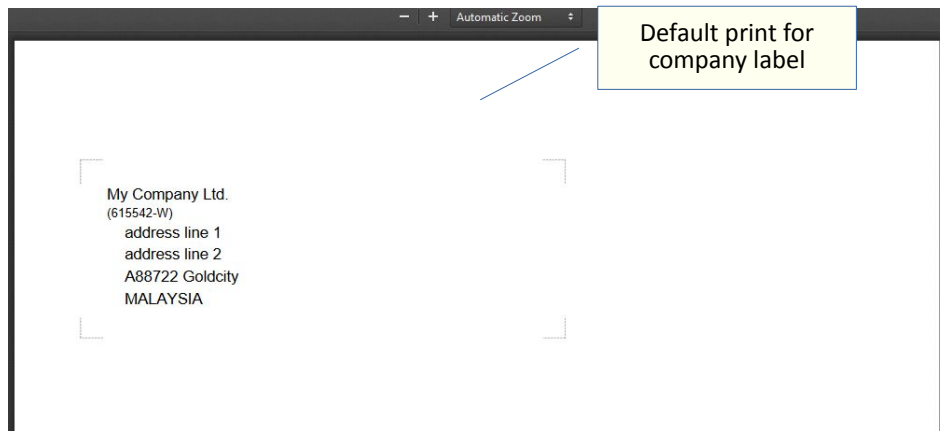 − + Automatic Zoom
Default print for
company label
My Company Ltd.
(615542-W)
address line 1
address line 2
A88722 Goldcity
MALAYSIA